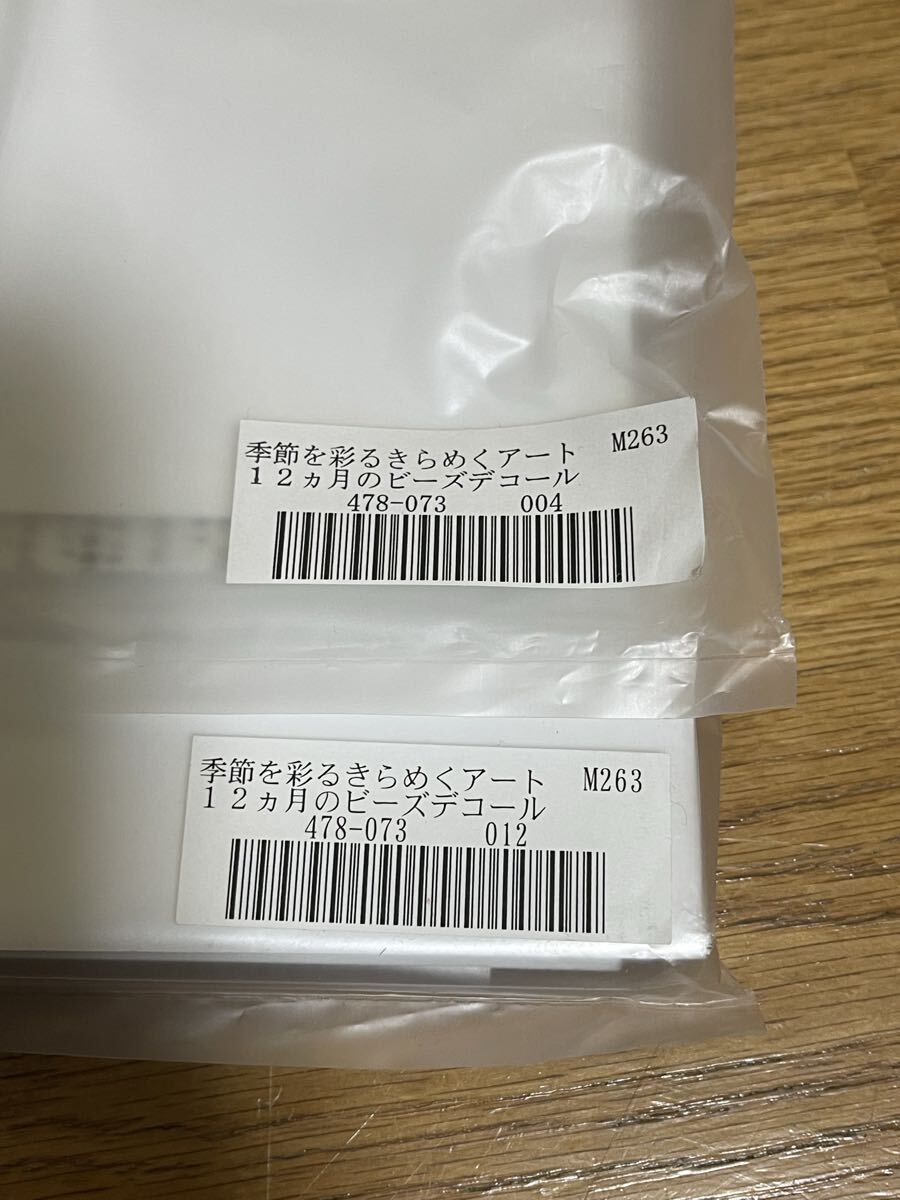 季節を彩るきらめくアート M263
１２ヵ月のビーズデコール
478-073 004
季節を彩るきらめくアート M263
１２ヵ月のビーズデコール
478-073 012